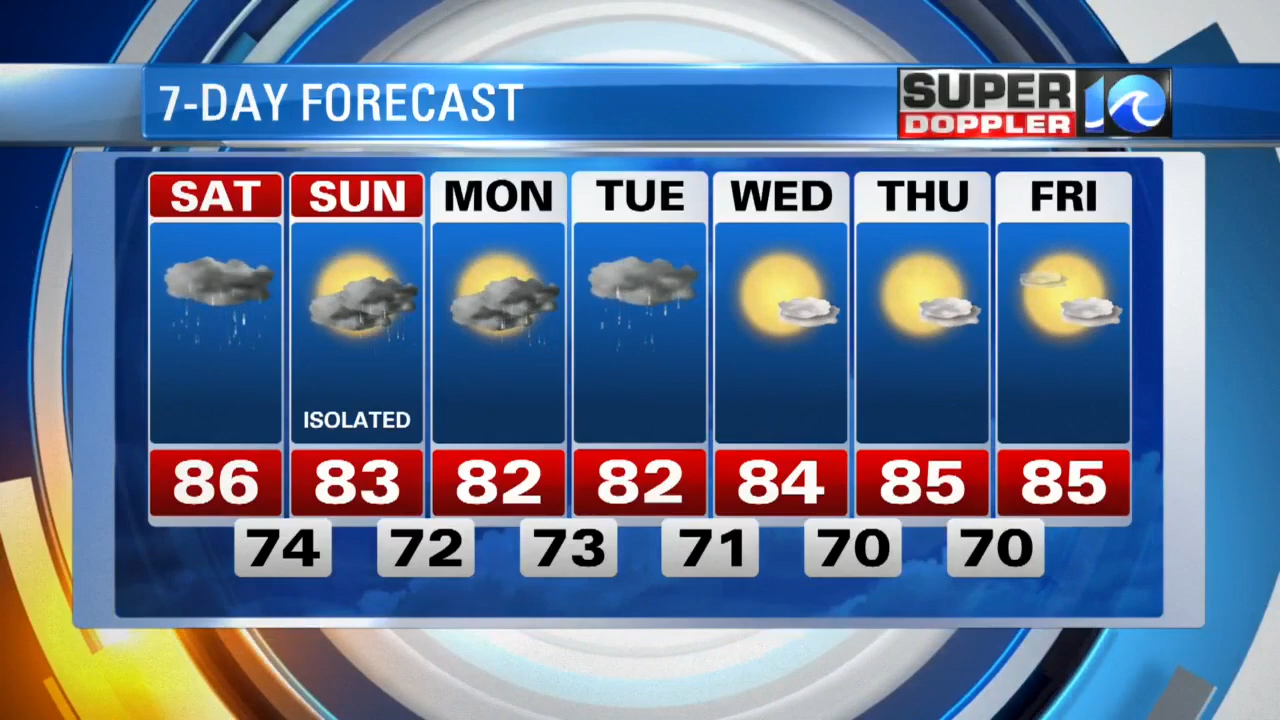 7-DAY FORECAST
SUPER
DOPPLER 10
SAT SUN MON TUE WED THU FRI
ISOLATED
86 83 82 82 84 85 85
74 72 73 71 70 70